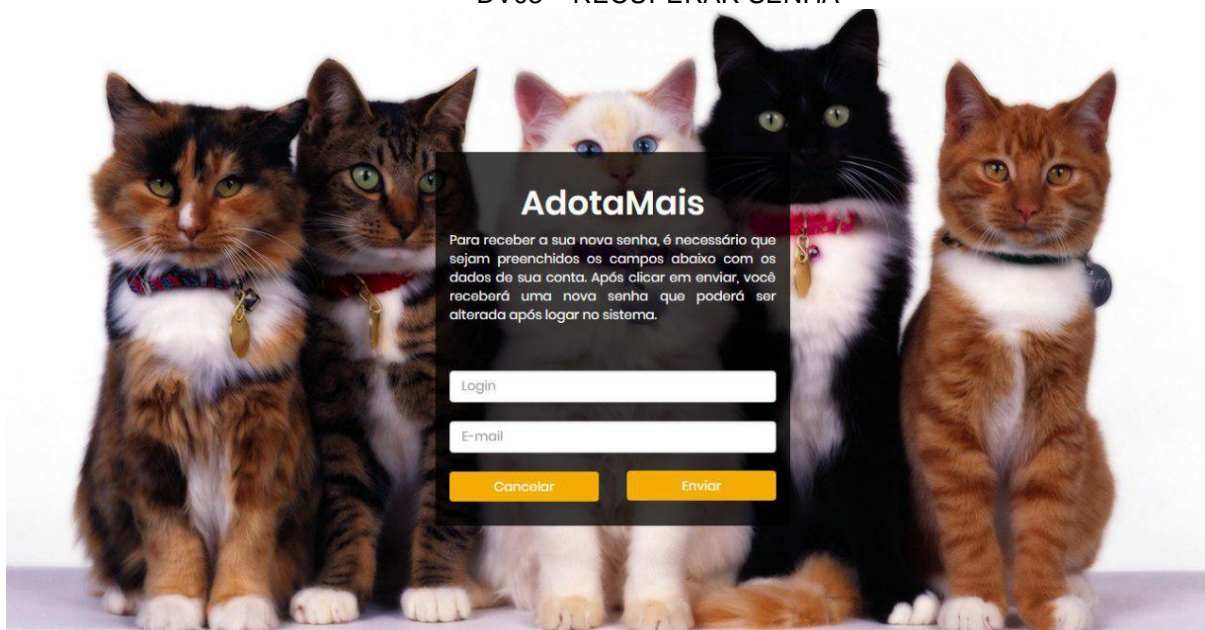 RECUPERAR SENHA
AdotaMais
Para receber a sua nova senha, é necessário que
sejam preenchidos os campos abaixo com os
dados de sua conta. Após clicar em enviar, você
receberá uma nova senha que poderá ser
alterada após logar no sistema.
Login
E-mail
Cancelar
Enviar